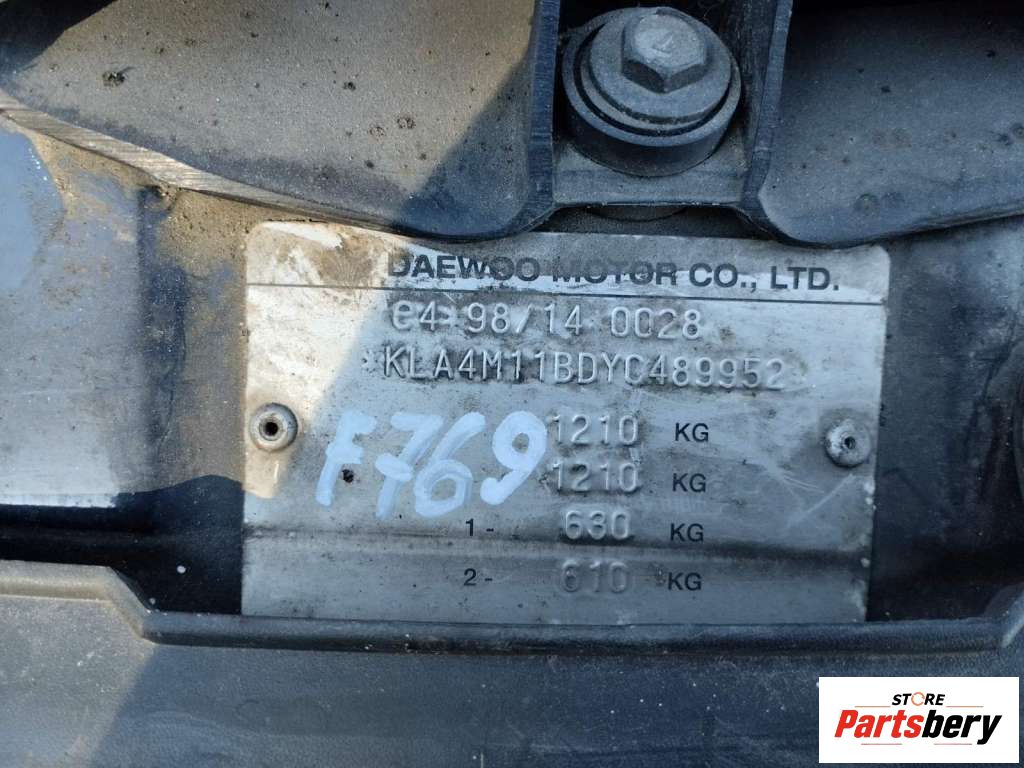 DAEWOO MOTOR CO., LTD.
e4*98/14*0028
*KLA4M11BDYC489952*
1210 KG
F769
1210 KG
1- 630 KG
2- 610 KG
STORE
Partsbery